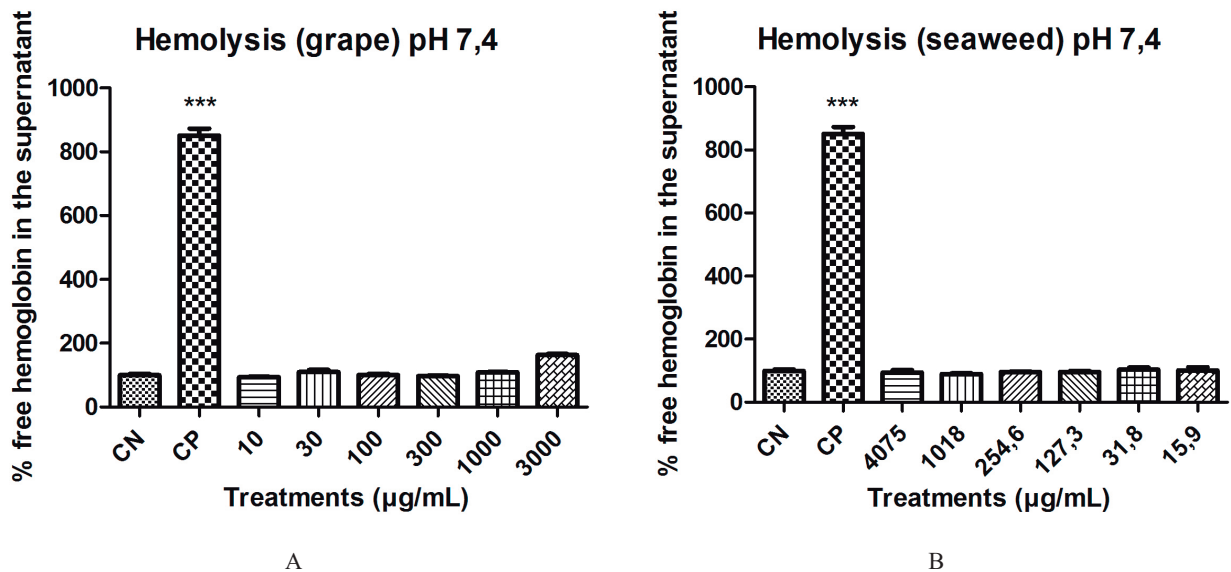 Hemolysis (grape) pH 7,4
% free hemoglobin in the supernatant
1000
800
600
400
200
0
***
CN
CP
10
30
100
300
1000
3000
Treatments (µg/mL)
A
Hemolysis (seaweed) pH 7,4
% free hemoglobin in the supernatant
1000
800
600
400
200
0
***
CN
CP
4075
1018
254,6
127,3
31,8
15,9
Treatments (µg/mL)
B